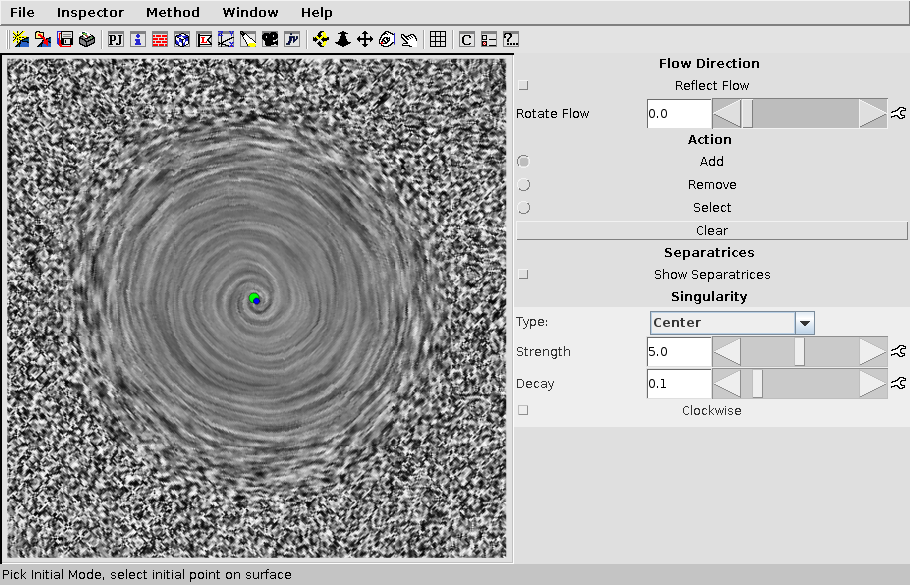 File Inspector Method Window Help
PJ i jv C ?...
Flow Direction
Reflect Flow
Rotate Flow 0.0
Action
Add
Remove
Select
Clear
Separatrices
Show Separatrices
Singularity
Type: Center
Strength 5.0
Decay 0.1
Clockwise
Pick Initial Mode, select initial point on surface